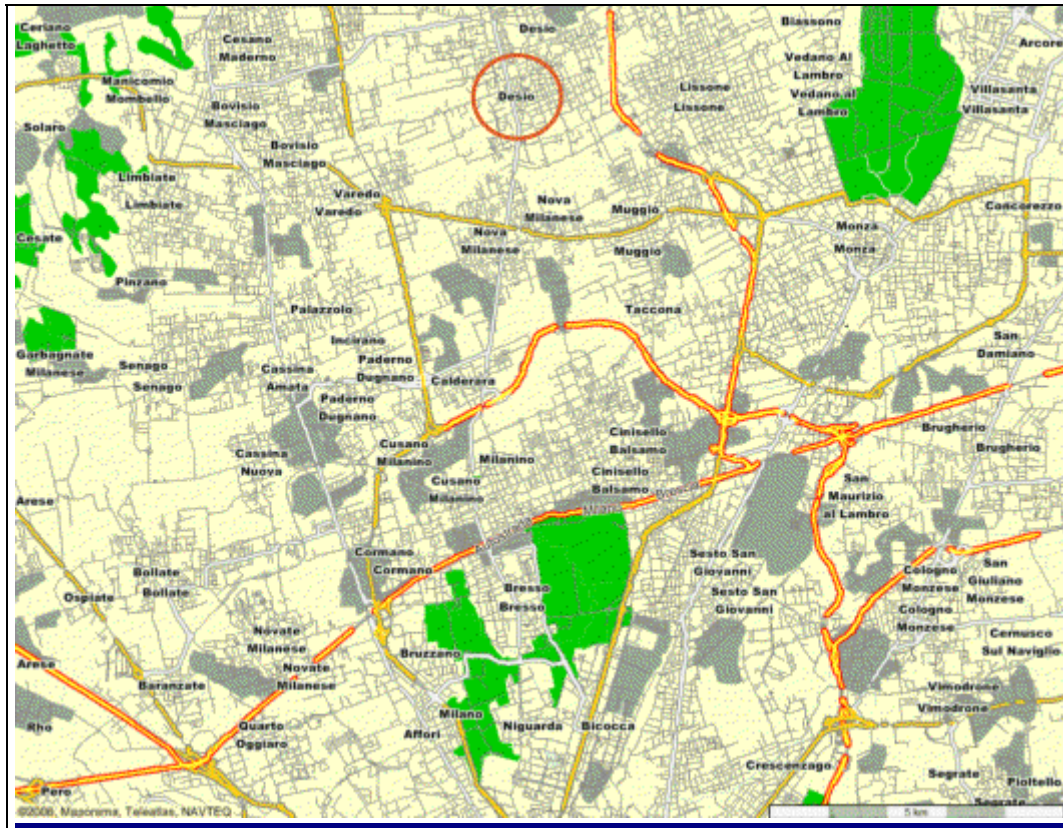 Ceriano
Laghetto
Cesano
Maderno
Desio
Biassono
Arcore
Vedano Al
Lambro
Vedano al
Lambro
Manicomio
Mombello
Desio
Lissone
Lissone
Villasanta
Villasanta
Bovisio
Masciago
Solaro
Bovisio
Masciago
Limbiate
Limbiate
Varedo
Varedo
Nova
Milanese
Nova
Milanese
Muggio
Muggio
Monza
Monza
Concorezzo
Cesate
Pinzano
Palazzolo
Taccona
Incirano
San
Damiano
Garbagnate
Milanese
Senago
Senago
Cassina
Amata
Paderno
Dugnano
Paderno
Dugnano
Calderara
Cusano
Milanino
Milanino
Cusano
Milanino
Cinisello
Balsamo
Cinisello
Balsamo
Brugherio
Brugherio
Cassina
Nuova
San
Maurizio
al Lambro
Arese
Cormano
Cormano
Sesto San
Giovanni
Sesto San
Giovanni
Bollate
Bollate
Ospiate
Bresso
Bresso
Cologno
Monzese
Cologno
Monzese
San
Giuliano
Monzese
Novate
Milanese
Novate
Milanese
Cernusco
Sul Naviglio
Arese
Baranzate
Bruzzano
Vimodrone
Vimodrone
Rho
Quarto
Oggiaro
Milano
Affori
Niguarda
Bicocca
Crescenzago
Segrate
Segrate
Pioltello
Pero
©2006, Maporama, Teleatlas, NAVTEQ
5 km